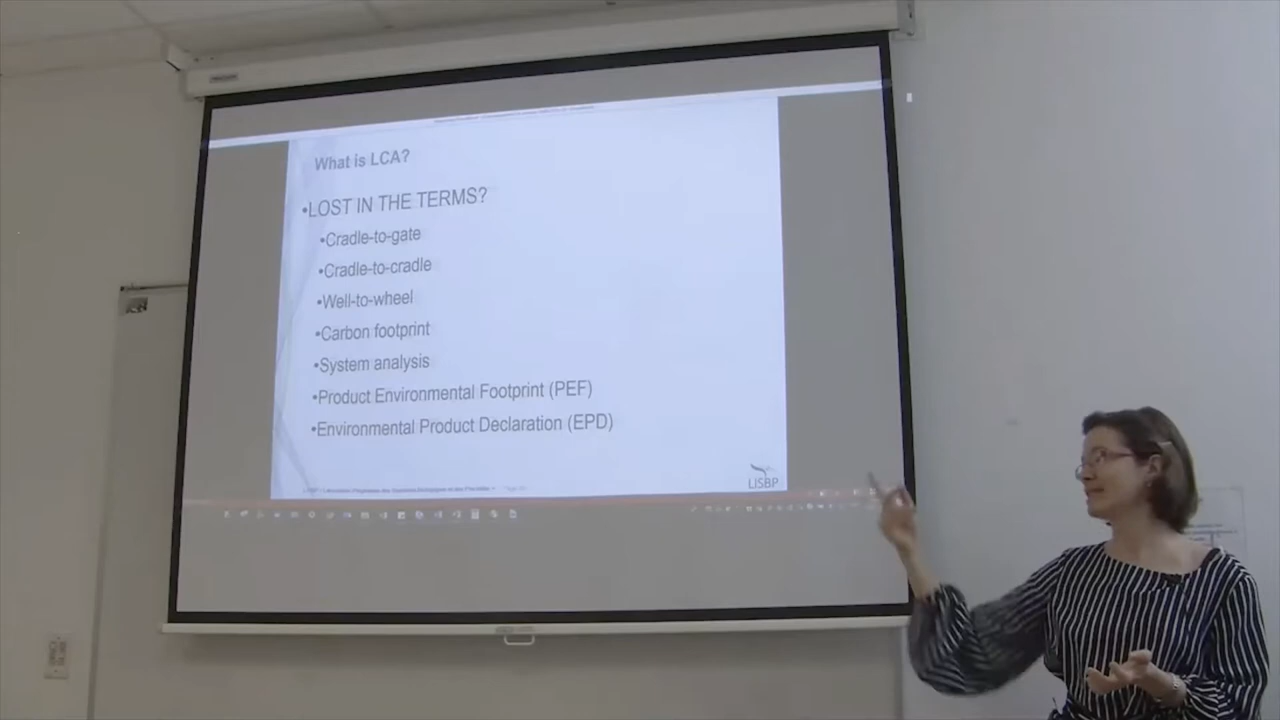 What is LCA?
•LOST IN THE TERMS?
•Cradle-to-gate
•Cradle-to-cradle
•Well-to-wheel
•Carbon footprint
•System analysis
•Product Environmental Footprint (PEF)
•Environmental Product Declaration (EPD)
LISBP